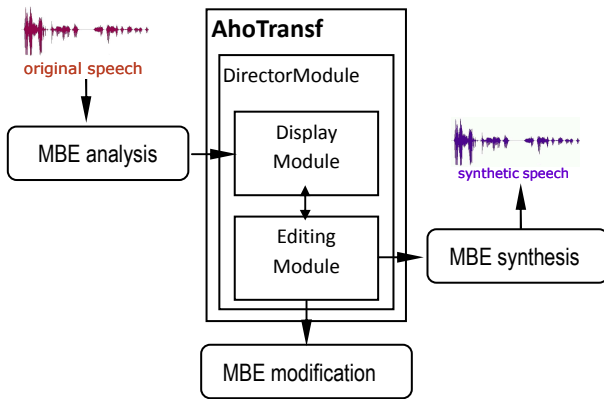 AhoTransf
original speech
DirectorModule
MBE analysis
Display
Module
synthetic speech
Editing
Module
MBE synthesis
MBE modification